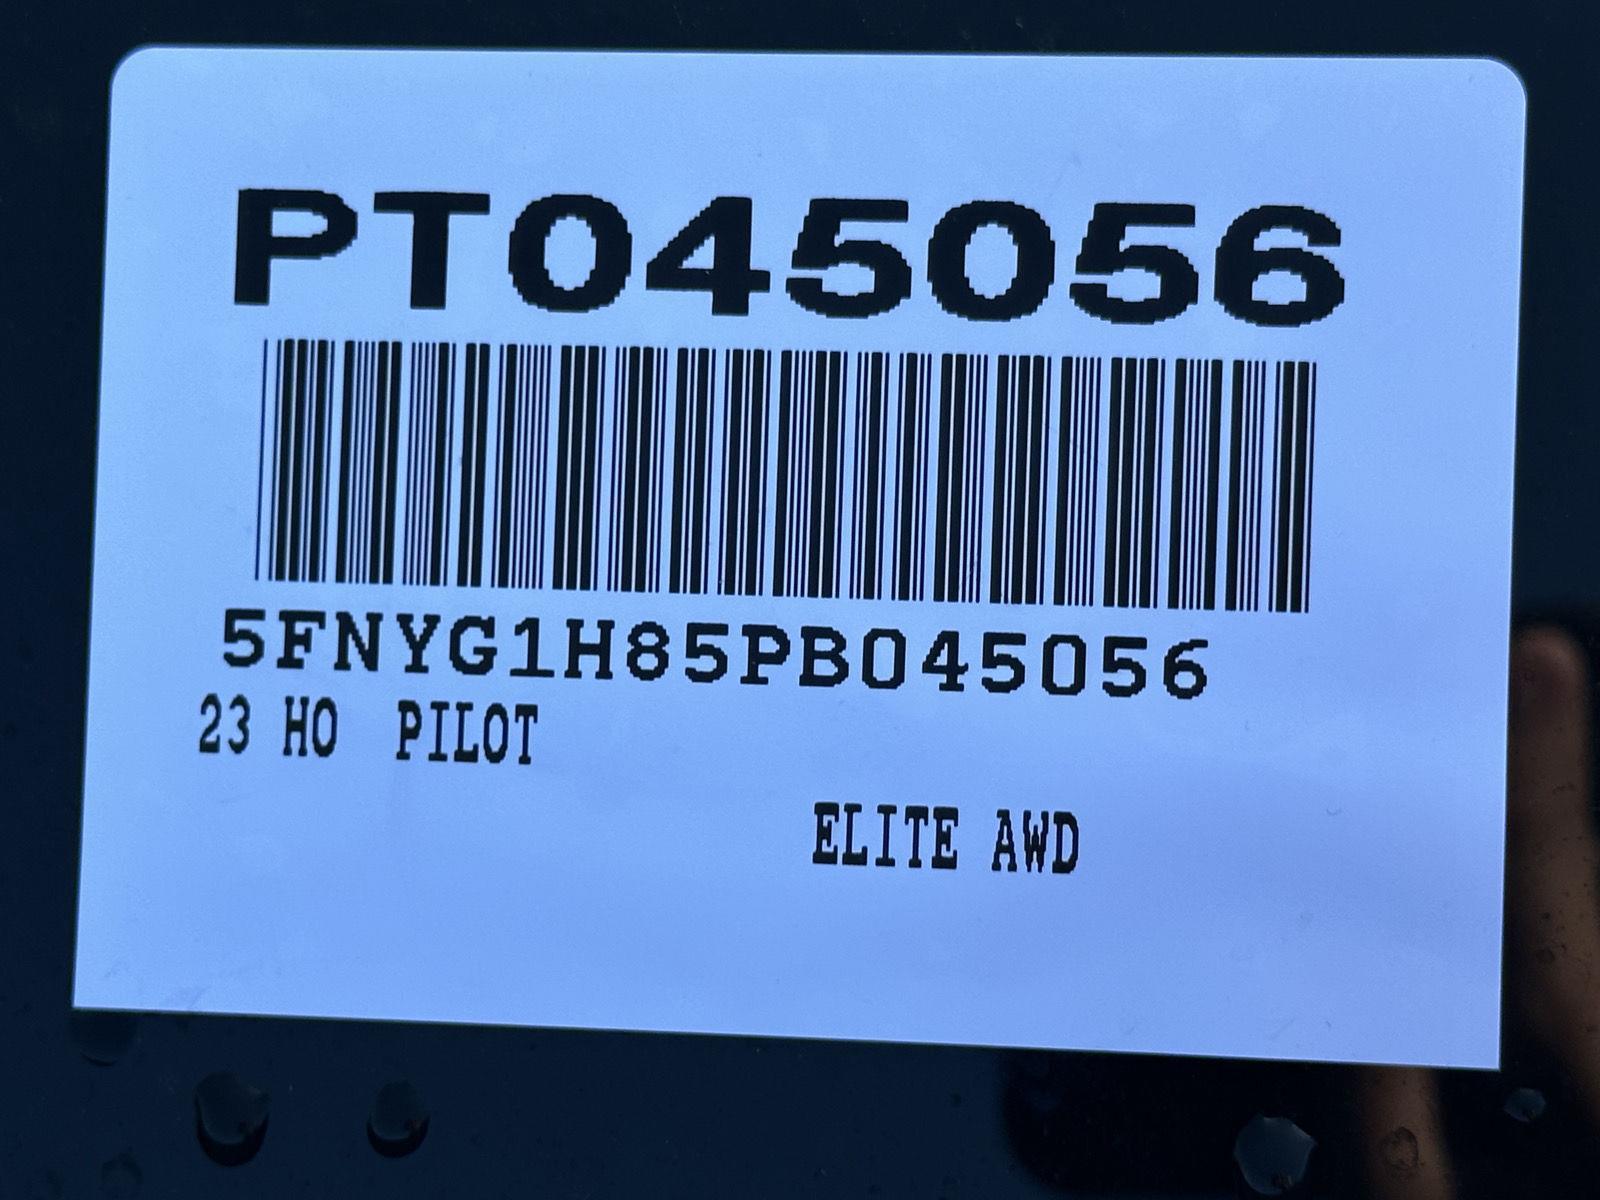 PT045056
5FNYG1H85PB045056
23 HO PILOT
ELITE AWD